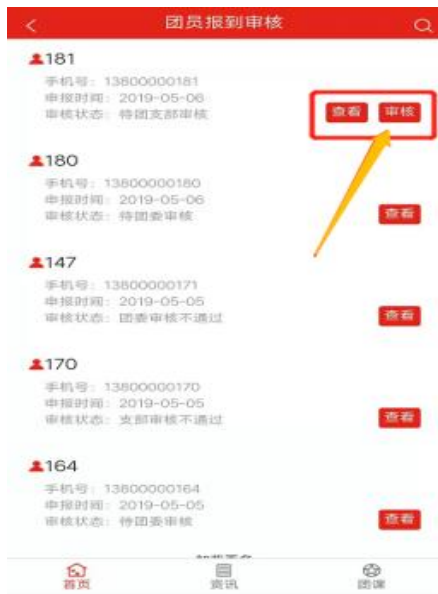 团员报到审核
181
手机号：13800000181
申报时间：2019-05-06
审核状态：待团支部审核
查看 审核
180
手机号：13800000180
申报时间：2019-05-06
审核状态：待团委审核
查看
147
手机号：13800000171
申报时间：2019-05-05
审核状态：团委审核不通过
查看
170
手机号：13800000170
申报时间：2019-05-05
审核状态：支部审核不通过
查看
164
手机号：13800000164
申报时间：2019-05-05
审核状态：待团委审核
查看
首页 资讯 团课